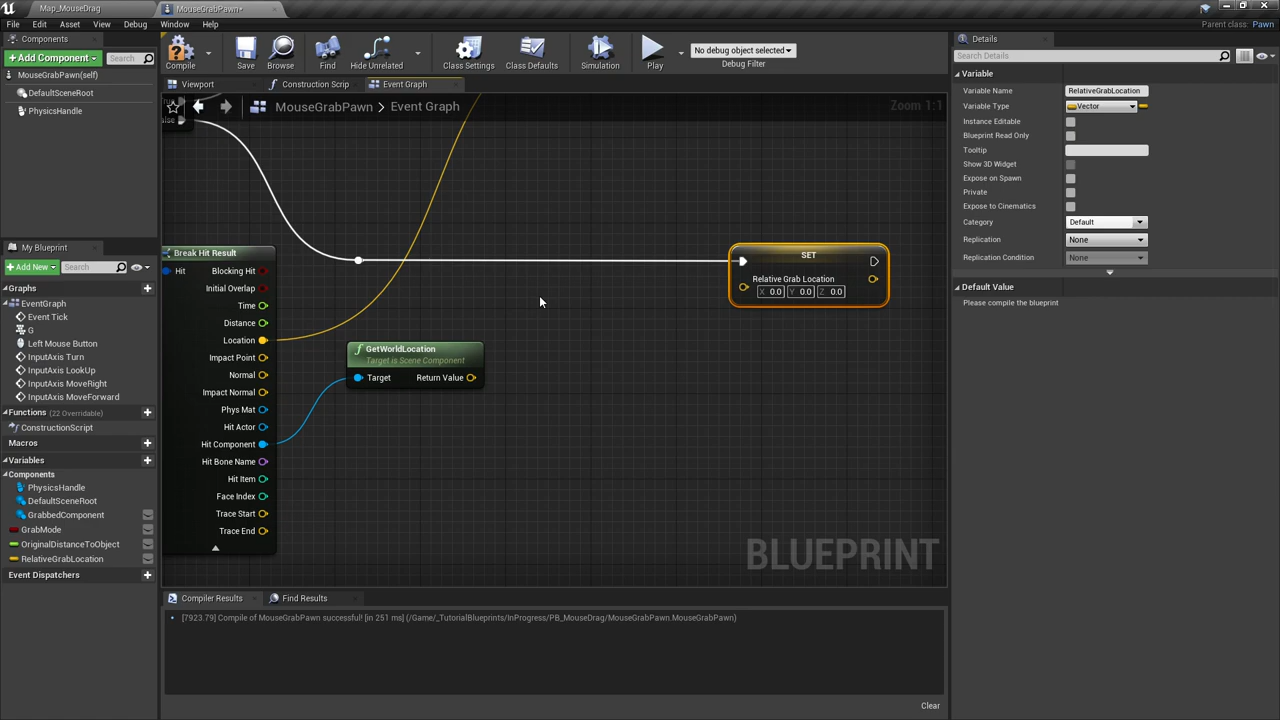 Map_MouseDrag
MouseGrabPawn*
File Edit Asset View Debug Window Help
Parent class: Pawn
Components
+ Add Component
Search
MouseGrabPawn(self)
DefaultSceneRoot
PhysicsHandle
Compile
Save
Browse
Find
Hide Unrelated
Class Settings
Class Defaults
Simulation
Play
No debug object selected
Debug Filter
Viewport
Construction Scrip
Event Graph
MouseGrabPawn > Event Graph
Zoom 1:1
My Blueprint
+ Add New
Search
Graphs
EventGraph
Event Tick
G
Left Mouse Button
InputAxis Turn
InputAxis LookUp
InputAxis MoveRight
InputAxis MoveForward
Functions (22 Overridable)
ConstructionScript
Macros
Variables
Components
PhysicsHandle
DefaultSceneRoot
GrabbedComponent
GrabMode
OriginalDistanceToObject
RelativeGrabLocation
Event Dispatchers
Break Hit Result
Hit
Blocking Hit
Initial Overlap
Time
Distance
Location
Impact Point
Normal
Impact Normal
Phys Mat
Hit Actor
Hit Component
Hit Bone Name
Hit Item
Face Index
Trace Start
Trace End
GetWorldLocation
Target is Scene Component
Target Return Value
SET
Relative Grab Location
X 0.0 Y 0.0 Z 0.0
BLUEPRINT
Compiler Results
Find Results
[7923.79] Compile of MouseGrabPawn successful! [in 251 ms] (/Game/_TutorialBlueprints/InProgress/PB_MouseDrag/MouseGrabPawn.MouseGrabPawn)
Clear
Details
Search Details
Variable
Variable Name RelativeGrabLocation
Variable Type Vector
Instance Editable
Blueprint Read Only
Tooltip
Show 3D Widget
Expose on Spawn
Private
Expose to Cinematics
Category Default
Replication None
Replication Condition None
Default Value
Please compile the blueprint